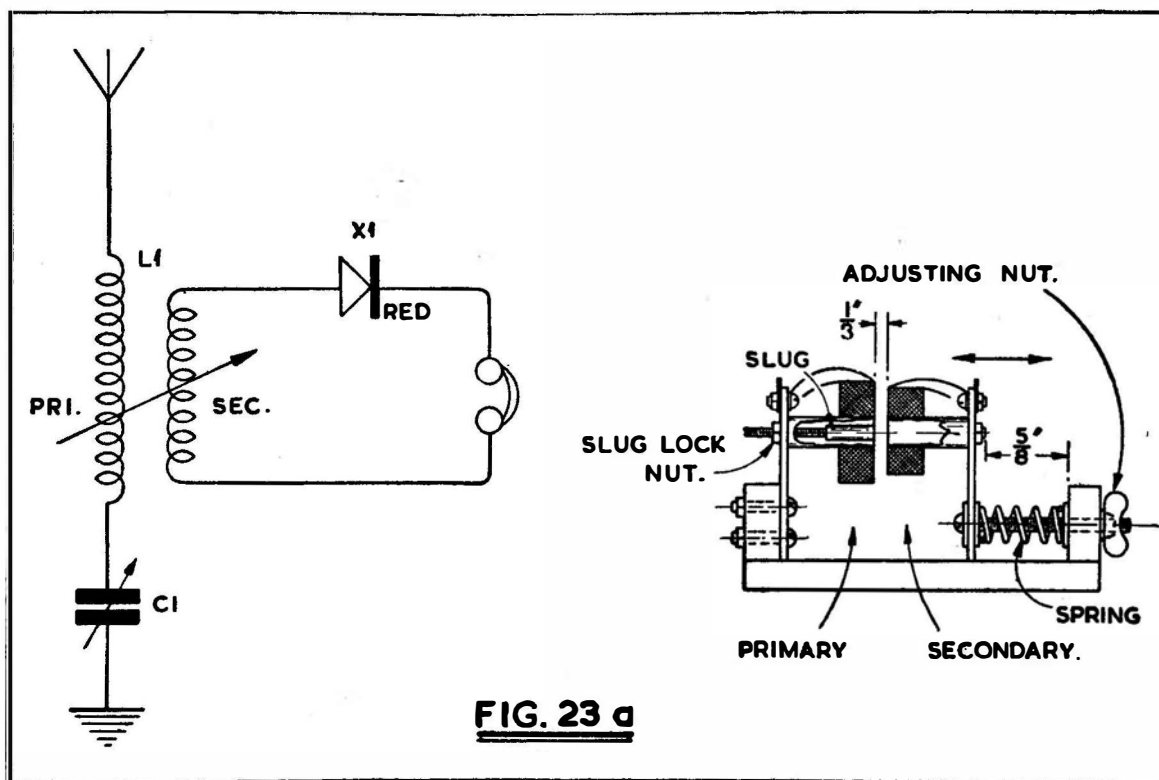 L1
X1
RED
PRI.
SEC.
C1
ADJUSTING NUT.
1/3"
SLUG
SLUG LOCK
NUT.
5/8"
SPRING
PRIMARY
SECONDARY.
FIG. 23 a